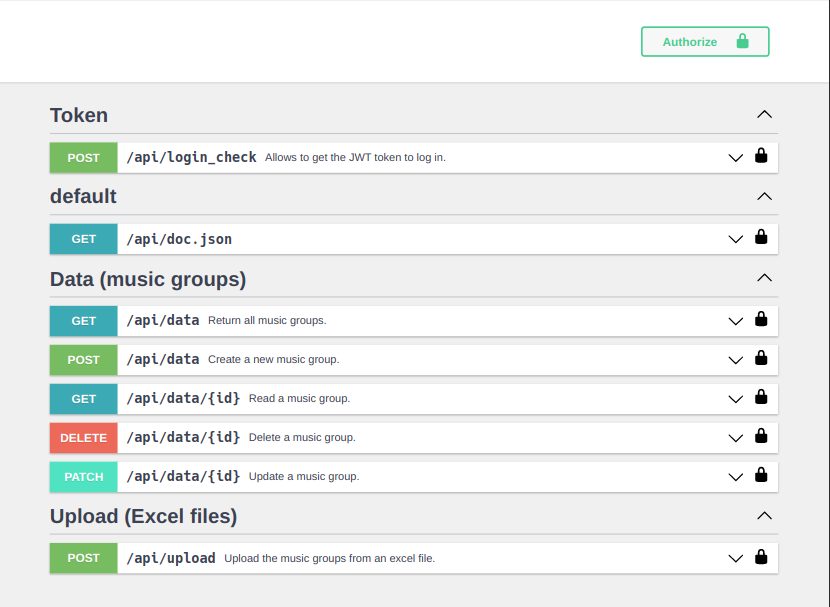 Authorize
Token
POST /api/login_check Allows to get the JWT token to log in.
default
GET /api/doc.json
Data (music groups)
GET /api/data Return all music groups.
POST /api/data Create a new music group.
GET /api/data/{id} Read a music group.
DELETE /api/data/{id} Delete a music group.
PATCH /api/data/{id} Update a music group.
Upload (Excel files)
POST /api/upload Upload the music groups from an excel file.